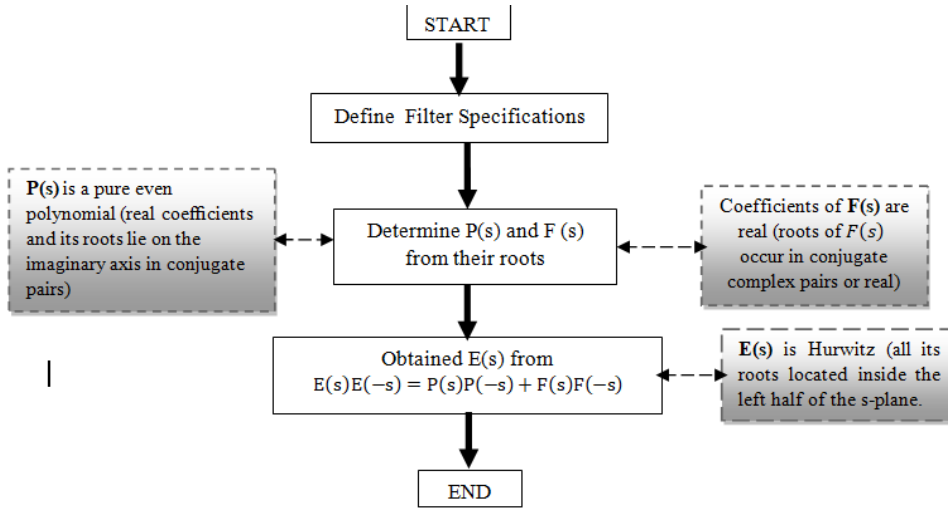 START
Define Filter Specifications
P(s) is a pure even
polynomial (real coefficients
and its roots lie on the
imaginary axis in conjugate
pairs)
Determine P(s) and F (s)
from their roots
Coefficients of F(s) are
real (roots of F(s)
occur in conjugate
complex pairs or real)
Obtained E(s) from
E(s)E(−s) = P(s)P(−s) + F(s)F(−s)
E(s) is Hurwitz (all its
roots located inside the
left half of the s-plane.
END